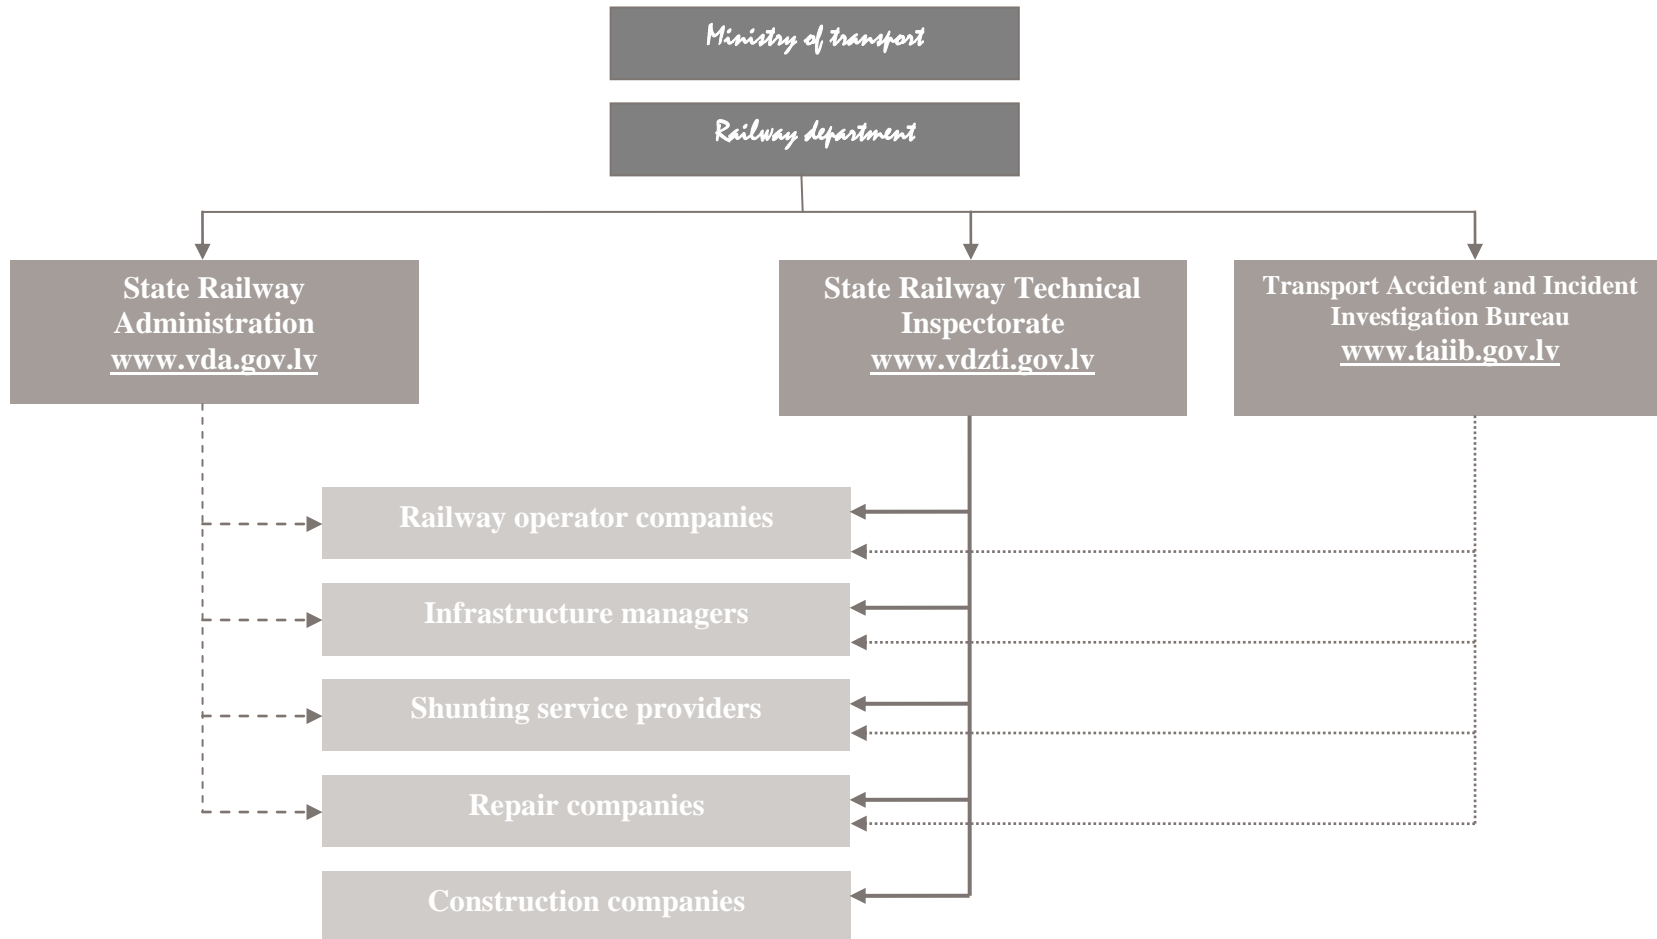 Ministry of transport
Railway department
State Railway
Administration
www.vda.gov.lv
State Railway Technical
Inspectorate
www.vdzti.gov.lv
Transport Accident and Incident
Investigation Bureau
www.taiib.gov.lv
Railway operator companies
Infrastructure managers
Shunting service providers
Repair companies
Construction companies